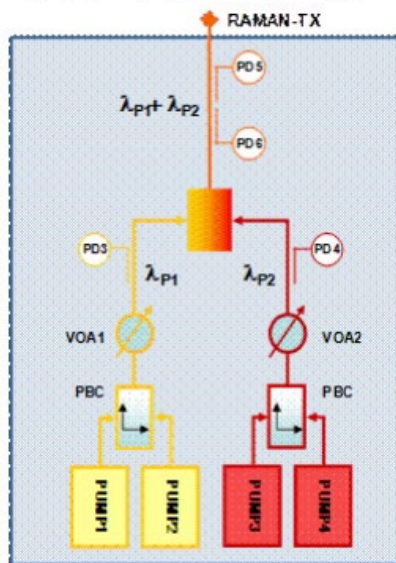 RAMAN-TX
PD5
λP1+ λP2
PD6
PD3
PD4
λP1
λP2
VOA1
VOA2
PBC
PBC
PUMP1
PUMP2
PUMP3
PUMP4